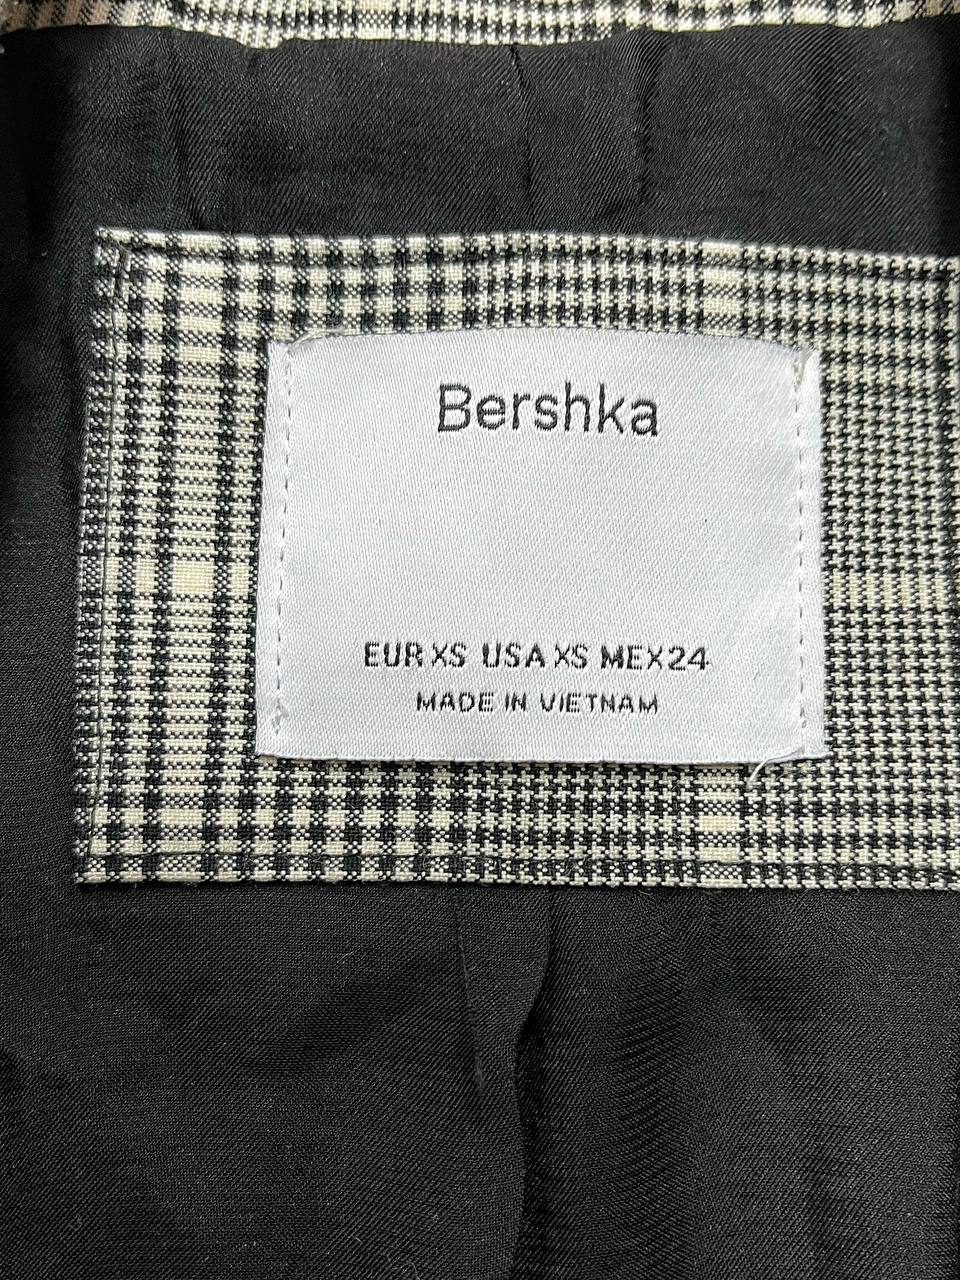 Bershka
EUR XS USA XS MEX 24
MADE IN VIETNAM